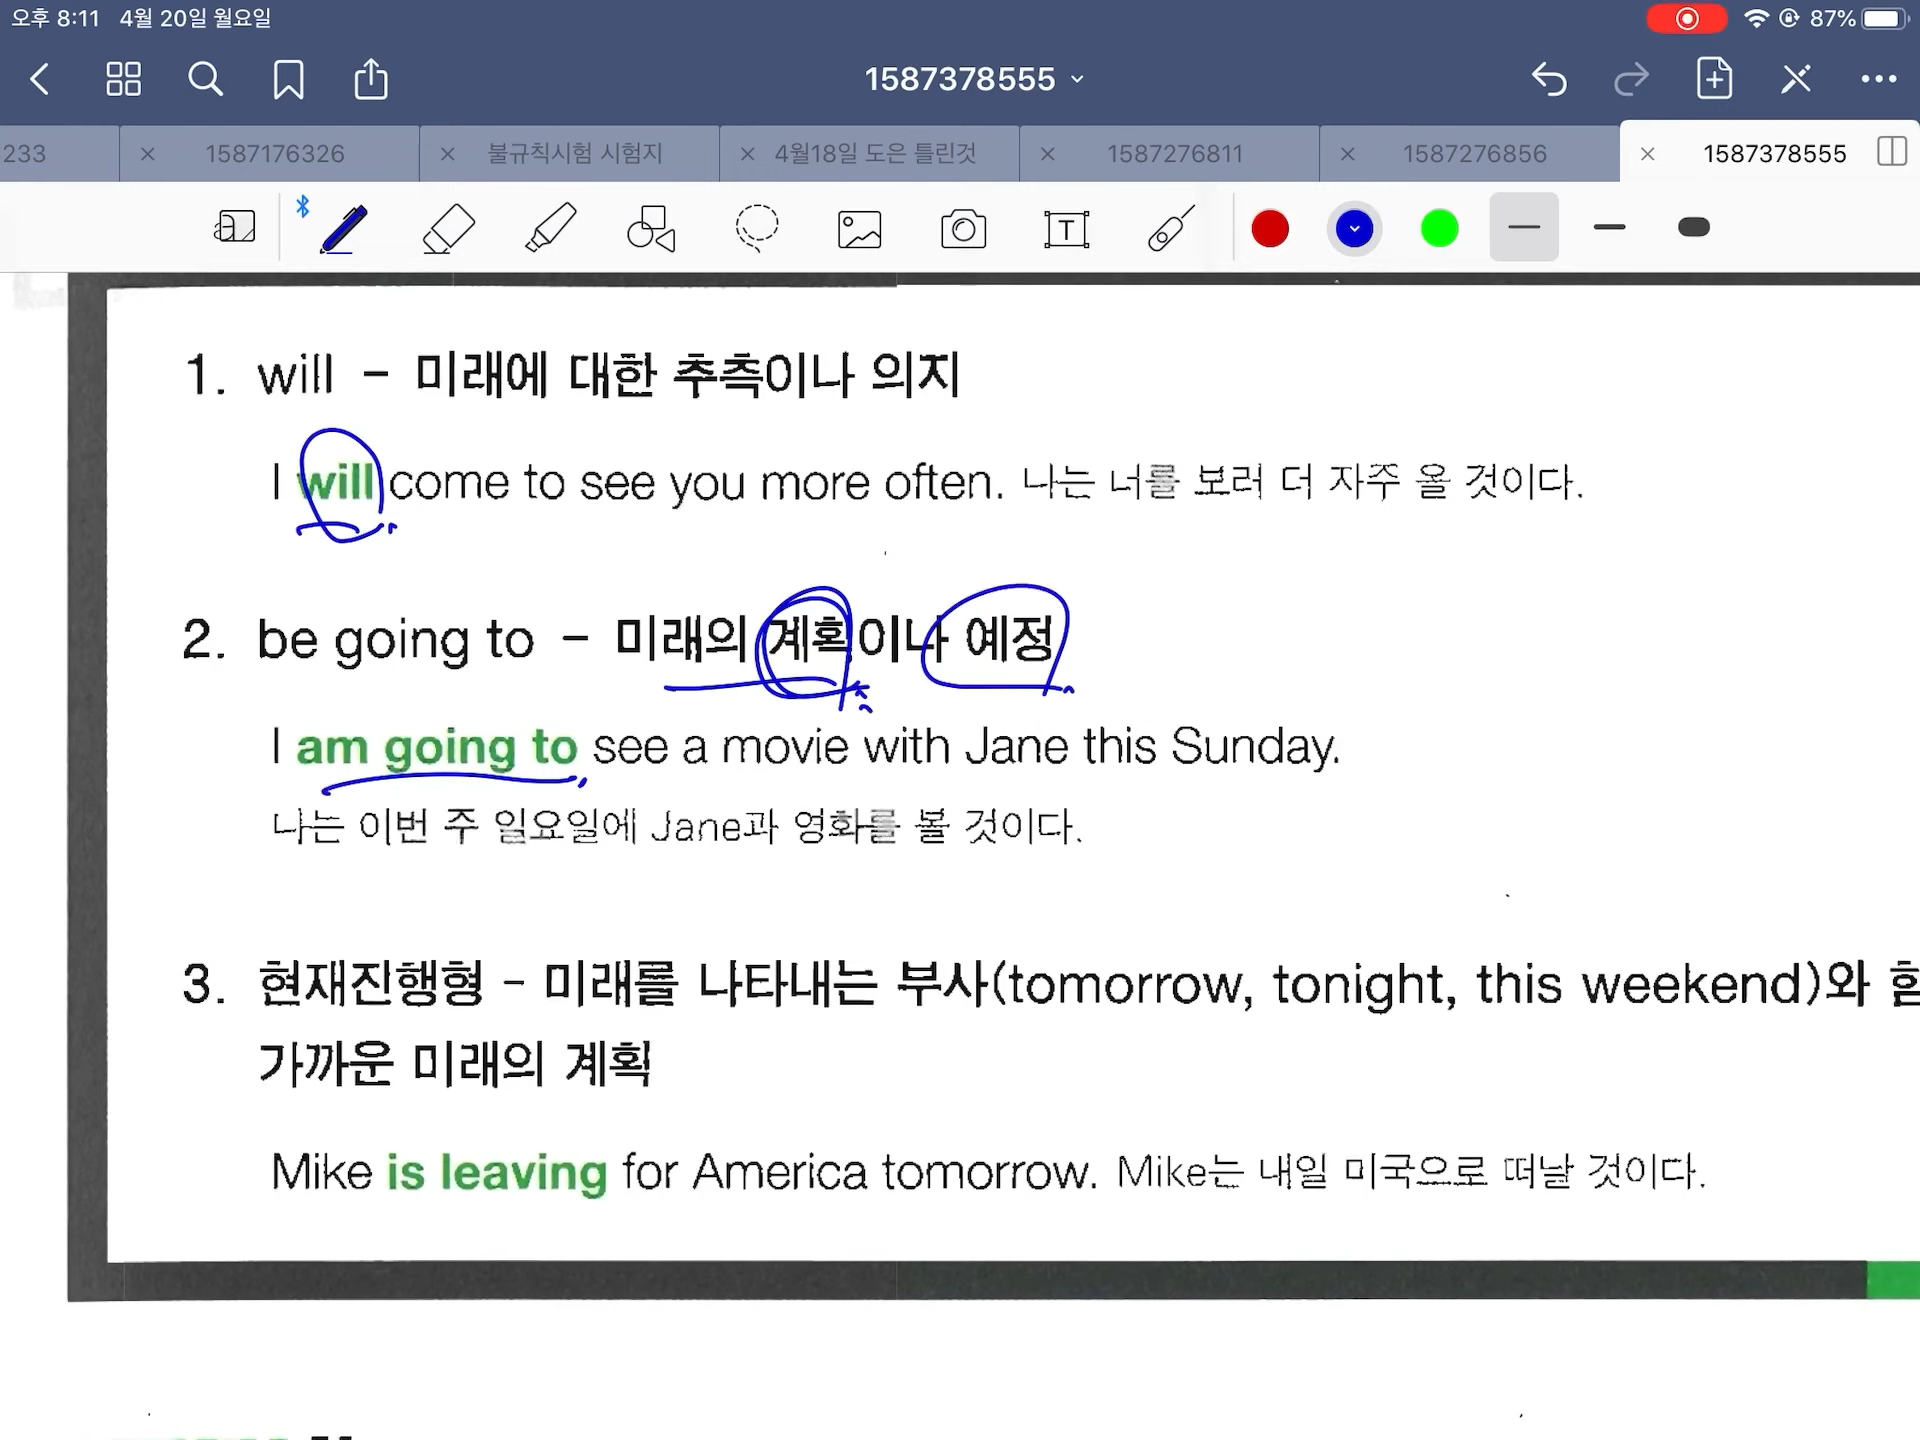 오후 8:11 4월 20일 월요일 87%
1587378555
233 1587176326 불규칙시험 시험지 4월18일 도은 틀린것 1587276811 1587276856 1587378555
1. will - 미래에 대한 추측이나 의지
I will come to see you more often. 나는 너를 보러 더 자주 올 것이다.
2. be going to - 미래의 계획이나 예정
I am going to see a movie with Jane this Sunday.
나는 이번 주 일요일에 Jane과 영화를 볼 것이다.
3. 현재진행형 - 미래를 나타내는 부사(tomorrow, tonight, this weekend)와
가까운 미래의 계획
Mike is leaving for America tomorrow. Mike는 내일 미국으로 떠날 것이다.